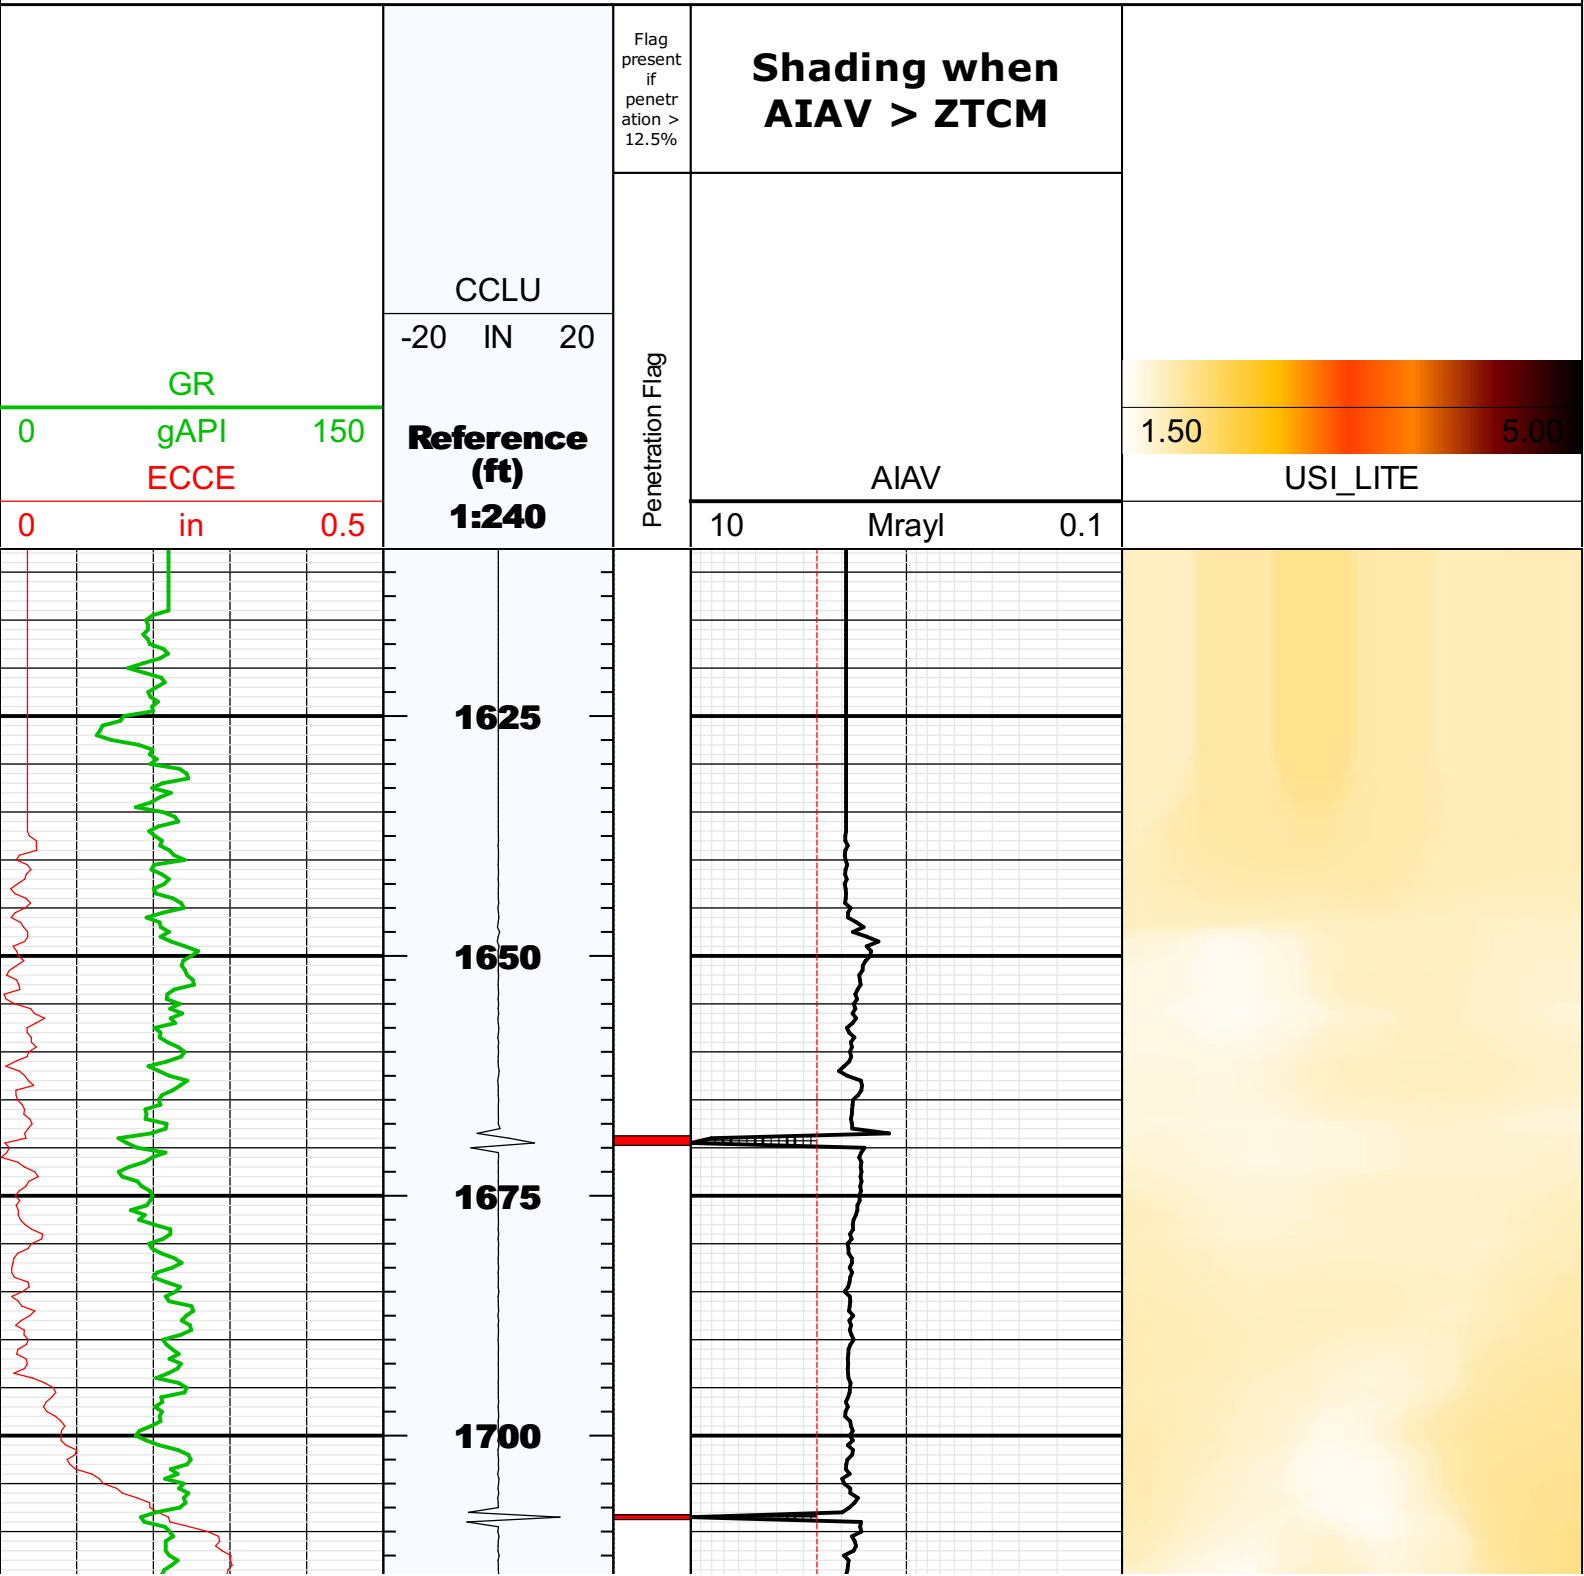 Flag
present
if
penetr
ation >
12.5%
Shading when
AIAV > ZTCM
CCLU
-20 IN 20
GR
0 gAPI 150
ECCE
0 in 0.5
Reference
(ft)
1:240
Penetration Flag
AIAV
10 Mrayl 0.1
1.50 5.00
USI_LITE
1625
1650
1675
1700